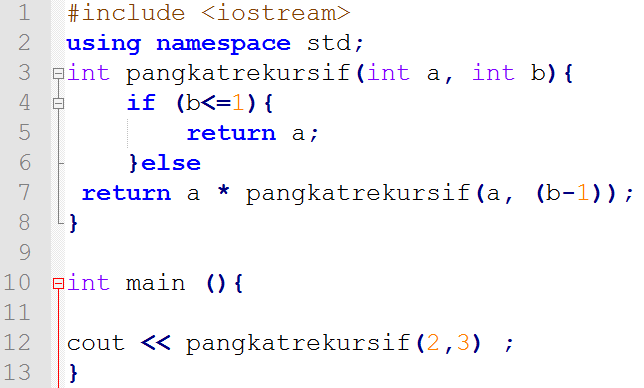 1 #include <iostream>
2 using namespace std;
3 int pangkatrekursif(int a, int b){
4     if (b<=1){
5         return a;
6     }else
7  return a * pangkatrekursif(a, (b-1));
8 }
9
10 int main (){
11
12 cout << pangkatrekursif(2,3) ;
13 }